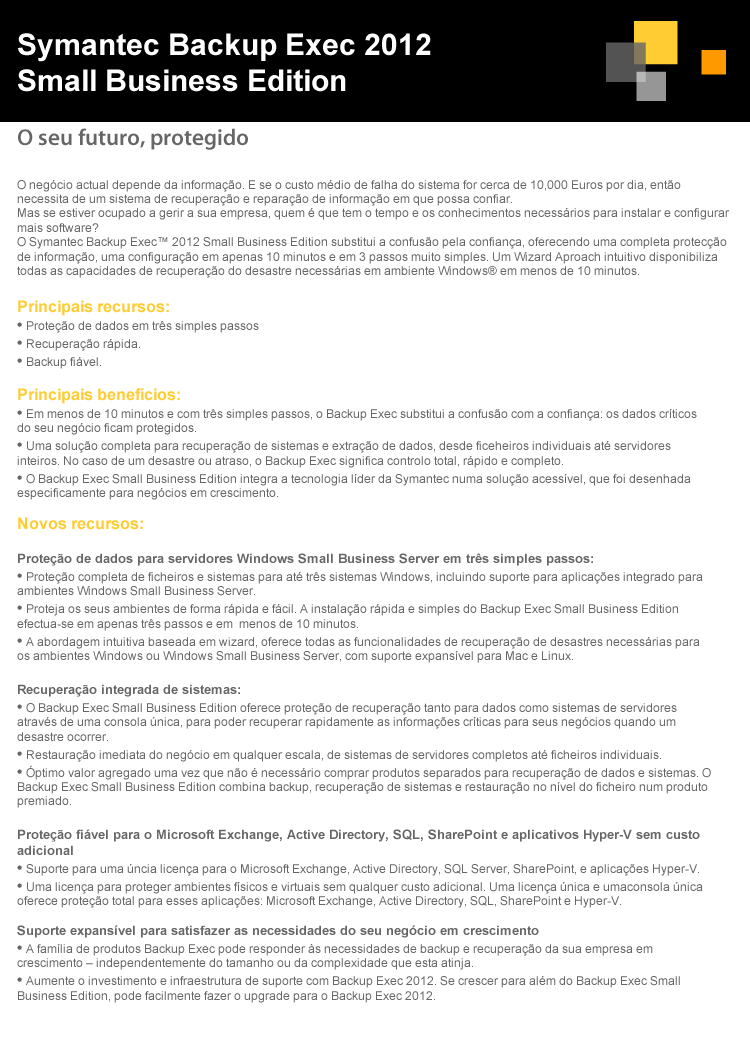 Symantec Backup Exec 2012
Small Business Edition
O seu futuro, protegido
O negócio actual depende da informação. E se o custo médio de falha do sistema for cerca de 10,000 Euros por dia, então
necessita de um sistema de recuperação e reparação de informação em que possa confiar.
Mas se estiver ocupado a gerir a sua empresa, quem é que tem o tempo e os conhecimentos necessários para instalar e configurar
mais software?
O Symantec Backup Exec™ 2012 Small Business Edition substitui a confusão pela confiança, oferecendo uma completa protecção
de informação, uma configuração em apenas 10 minutos e em 3 passos muito simples. Um Wizard Aproach intuitivo disponibiliza
todas as capacidades de recuperação do desastre necessárias em ambiente Windows® em menos de 10 minutos.
Principais recursos:
• Proteção de dados em três simples passos
• Recuperação rápida.
• Backup fiável.
Principais benefícios:
• Em menos de 10 minutos e com três simples passos, o Backup Exec substitui a confusão com a confiança: os dados críticos
do seu negócio ficam protegidos.
• Uma solução completa para recuperação de sistemas e extração de dados, desde ficeheiros individuais até servidores
inteiros. No caso de um desastre ou atraso, o Backup Exec significa controlo total, rápido e completo.
• O Backup Exec Small Business Edition integra a tecnologia líder da Symantec numa solução acessível, que foi desenhada
especificamente para negócios em crescimento.
Novos recursos:
Proteção de dados para servidores Windows Small Business Server em três simples passos:
• Proteção completa de ficheiros e sistemas para até três sistemas Windows, incluindo suporte para aplicações integrado para
ambientes Windows Small Business Server.
• Proteja os seus ambientes de forma rápida e fácil. A instalação rápida e simples do Backup Exec Small Business Edition
efectua-se em apenas três passos e em  menos de 10 minutos.
• A abordagem intuitiva baseada em wizard, oferece todas as funcionalidades de recuperação de desastres necessárias para
os ambientes Windows ou Windows Small Business Server, com suporte expansível para Mac e Linux.
Recuperação integrada de sistemas:
• O Backup Exec Small Business Edition oferece proteção de recuperação tanto para dados como sistemas de servidores
através de uma consola única, para poder recuperar rapidamente as informações críticas para seus negócios quando um
desastre ocorrer.
• Restauração imediata do negócio em qualquer escala, de sistemas de servidores completos até ficheiros individuais.
• Óptimo valor agregado uma vez que não é necessário comprar produtos separados para recuperação de dados e sistemas. O
Backup Exec Small Business Edition combina backup, recuperação de sistemas e restauração no nível do ficheiro num produto
premiado.
Proteção fiável para o Microsoft Exchange, Active Directory, SQL, SharePoint e aplicativos Hyper-V sem custo
adicional
• Suporte para uma úncia licença para o Microsoft Exchange, Active Directory, SQL Server, SharePoint, e aplicações Hyper-V.
• Uma licença para proteger ambientes físicos e virtuais sem qualquer custo adicional. Uma licença única e umaconsola única
oferece proteção total para esses aplicações: Microsoft Exchange, Active Directory, SQL, SharePoint e Hyper-V.
Suporte expansível para satisfazer as necessidades do seu negócio em crescimento
• A família de produtos Backup Exec pode responder às necessidades de backup e recuperação da sua empresa em
crescimento – independentemente do tamanho ou da complexidade que esta atinja.
• Aumente o investimento e infraestrutura de suporte com Backup Exec 2012. Se crescer para além do Backup Exec Small
Business Edition, pode facilmente fazer o upgrade para o Backup Exec 2012.